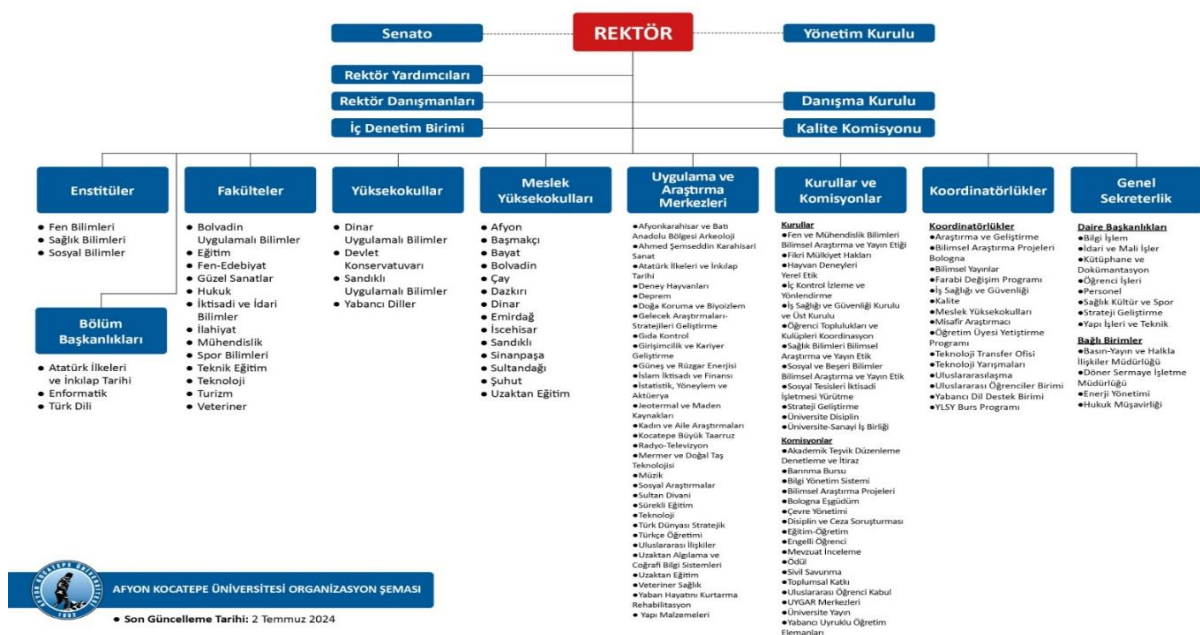 Senato
REKTÖR
Yönetim Kurulu
Rektör Yardımcıları
Rektör Danışmanları
Danışma Kurulu
İç Denetim Birimi
Kalite Komisyonu
Enstitüler
● Fen Bilimleri
● Sağlık Bilimleri
● Sosyal Bilimler
Bölüm
Başkanlıkları
● Atatürk İlkeleri
ve İnkılap Tarihi
● Enformatik
● Türk Dili
Fakülteler
● Bolvadin
Uygulamalı Bilimler
● Eğitim
● Fen-Edebiyat
● Güzel Sanatlar
● Hukuk
● İktisadi ve İdari
Bilimler
● İlahiyat
● Mühendislik
● Spor Bilimleri
● Teknik Eğitim
● Teknoloji
● Turizm
● Veteriner
Yüksekokullar
● Dinar
Uygulamalı Bilimler
● Devlet
Konservatuvarı
● Sandıklı
Uygulamalı Bilimler
● Yabancı Diller
Meslek
Yüksekokulları
● Afyon
● Başmakçı
● Bayat
● Bolvadin
● Çay
● Dazkırı
● Dinar
● Emirdağ
● İscehisar
● Sandıklı
● Sinanpaşa
● Sultandağı
● Şuhut
● Uzaktan Eğitim
Uygulama ve
Araştırma
Merkezleri
●Afyonkarahisar ve Batı
Anadolu Bölgesi Arkeoloji
●Ahmed Şemseddin Karahisari
Sanat
●Atatürk İlkeleri ve İnkılap
Tarihi
●Deney Hayvanları
●Deprem
●Doğa Koruma ve Biyoizlem
●Gelecek Araştırmaları-
Stratejileri Geliştirme
●Gıda Kontrol
●Girişimcilik ve Kariyer
Geliştirme
●Güneş ve Rüzgar Enerjisi
●İslam İktisadı ve Finansı
●İstatistik, Yöneylem ve
Aktüerya
●Jeotermal ve Maden
Kaynakları
●Kadın ve Aile Araştırmaları
●Kocatepe Büyük Taarruz
●Radyo-Televizyon
●Mermer ve Doğal Taş
Teknolojisi
●Müzik
●Sosyal Araştırmalar
●Sultan Divani
●Sürekli Eğitim
●Teknoloji
●Türk Dünyası Stratejik
●Türkçe Öğretimi
●Uluslararası İlişkiler
●Uzaktan Algılama ve
Coğrafi Bilgi Sistemleri
●Uzaktan Eğitim
●Veteriner Sağlık
●Yaban Hayatını Kurtarma
Rehabilitasyon
● Yapı Malzemeleri
Kurullar ve
Komisyonlar
Kurullar
●Fen ve Mühendislik Bilimleri
Bilimsel Araştırma ve Yayın Etiği
●Fikri Mülkiyet Hakları
●Hayvan Deneyleri
Yerel Etik
●İç Kontrol İzleme ve
Yönlendirme
●İş Sağlığı ve Güvenliği Kurulu
ve Üst Kurulu
●Öğrenci Toplulukları ve
Kulüpleri Koordinasyon
●Sağlık Bilimleri Bilimsel
Araştırma ve Yayın Etik
●Sosyal ve Beşeri Bilimler
Bilimsel Araştırma ve Yayın Etik
●Sosyal Tesisleri İktisadi
İşletmesi Yürütme
●Strateji Geliştirme
●Üniversite Disiplin
●Üniversite-Sanayi İş Birliği
Komisyonlar
●Akademik Teşvik Düzenleme
Denetleme ve İtiraz
●Barınma Bursu
●Bilgi Yönetim Sistemi
●Bilimsel Araştırma Projeleri
●Bologna Eşgüdüm
●Çevre Yönetimi
●Disiplin ve Ceza Soruşturması
●Eğitim-Öğretim
●Engelli Öğrenci
●Mevzuat İnceleme
●Ödül
●Sivil Savunma
●Toplumsal Katkı
●Uluslararası Öğrenci Kabul
●UYGAR Merkezleri
●Üniversite Yayın
●Yabancı Uyruklu Öğretim
Elemanları
Koordinatörlükler
Koordinatörlükler
●Araştırma ve Geliştirme
●Bilimsel Araştırma Projeleri
Bologna
●Bilimsel Yayınlar
●Farabi Değişim Programı
●İş Sağlığı ve Güvenliği
●Kalite
●Meslek Yüksekokulları
●Misafir Araştırmacı
●Öğretim Üyesi Yetiştirme
Programı
●Teknoloji Transfer Ofisi
●Teknoloji Yarışmaları
●Uluslararasılaşma
●Uluslararası Öğrenciler Birimi
●Yabancı Dil Destek Birimi
●YLSY Burs Programı
Genel
Sekreterlik
Daire Başkanlıkları
●Bilgi İşlem
●İdari ve Mali İşler
●Kütüphane ve
Dokümantasyon
●Öğrenci İşleri
●Personel
●Sağlık Kültür ve Spor
●Strateji Geliştirme
●Yapı İşleri ve Teknik
Bağlı Birimler
●Basın-Yayın ve Halkla
İlişkiler Müdürlüğü
●Döner Sermaye İşletme
Müdürlüğü
●Enerji Yönetimi
●Hukuk Müşavirliği
AFYON KOCATEPE ÜNİVERSİTESİ
1992
AFYON KOCATEPE ÜNİVERSİTESİ ORGANİZASYON ŞEMASI
● Son Güncelleme Tarihi: 2 Temmuz 2024